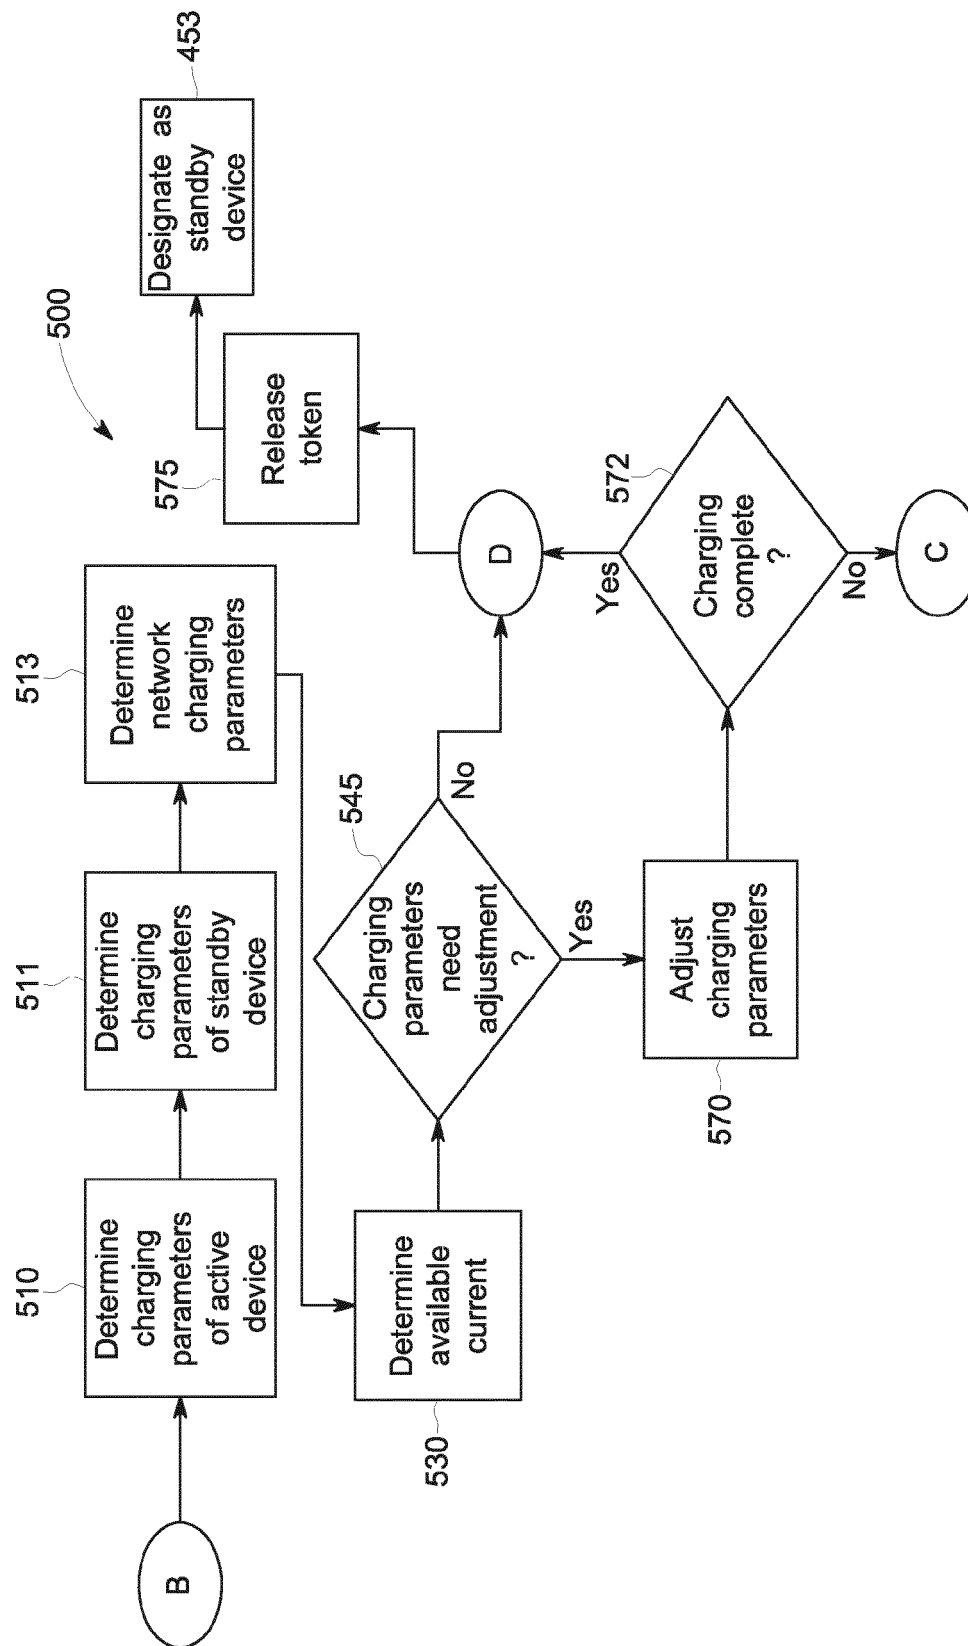 500
B
510
Determine
charging
parameters
of active
device
511
Determine
charging
parameters
of standby
device
513
Determine
network
charging
parameters
530
Determine
available
current
545
Charging
parameters
need
adjustment
?
No
Yes
570
Adjust
charging
parameters
572
Charging
complete
?
Yes
No
C
D
575
Release
token
453
Designate as
standby
device